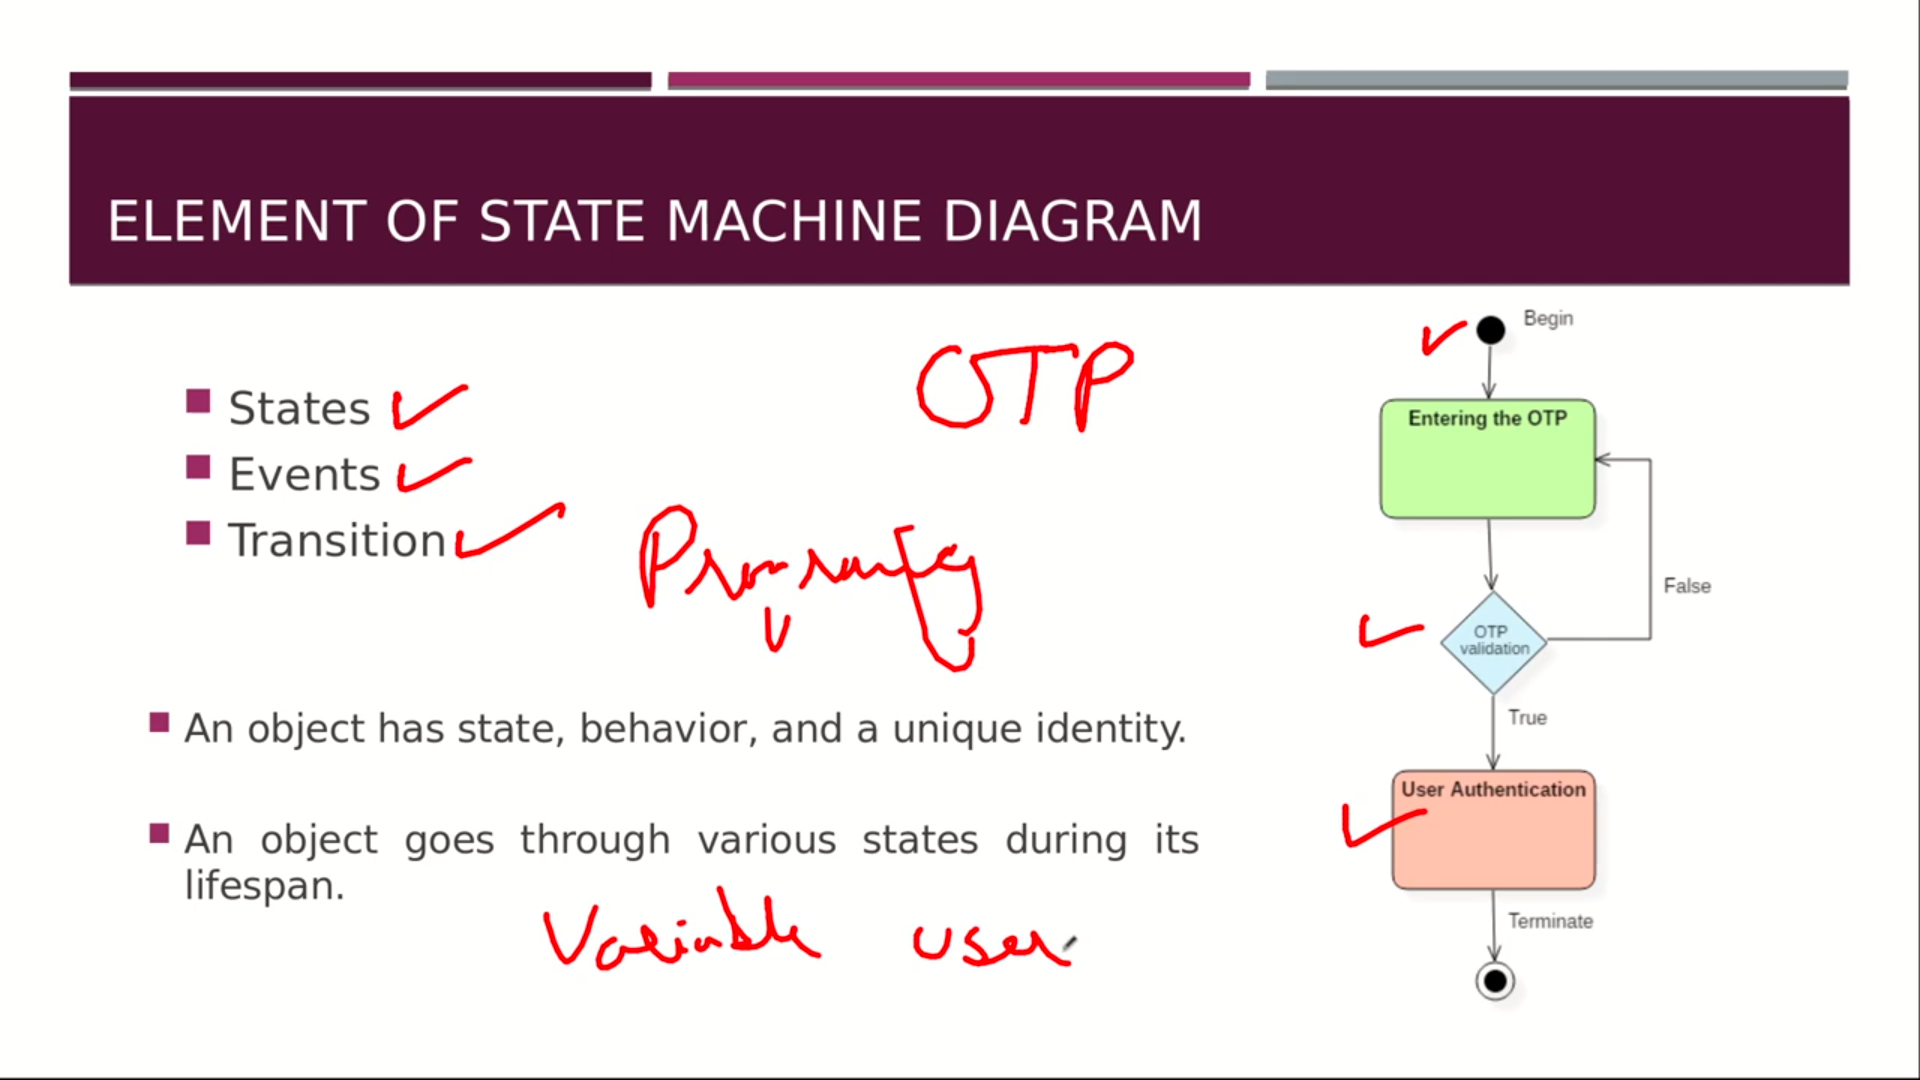 ELEMENT OF STATE MACHINE DIAGRAM
States
Events
Transition
OTP
An object has state, behavior, and a unique identity.
An object goes through various states during its
lifespan.
Variable user
Begin
Entering the OTP
False
OTP
validation
True
User Authentication
Terminate